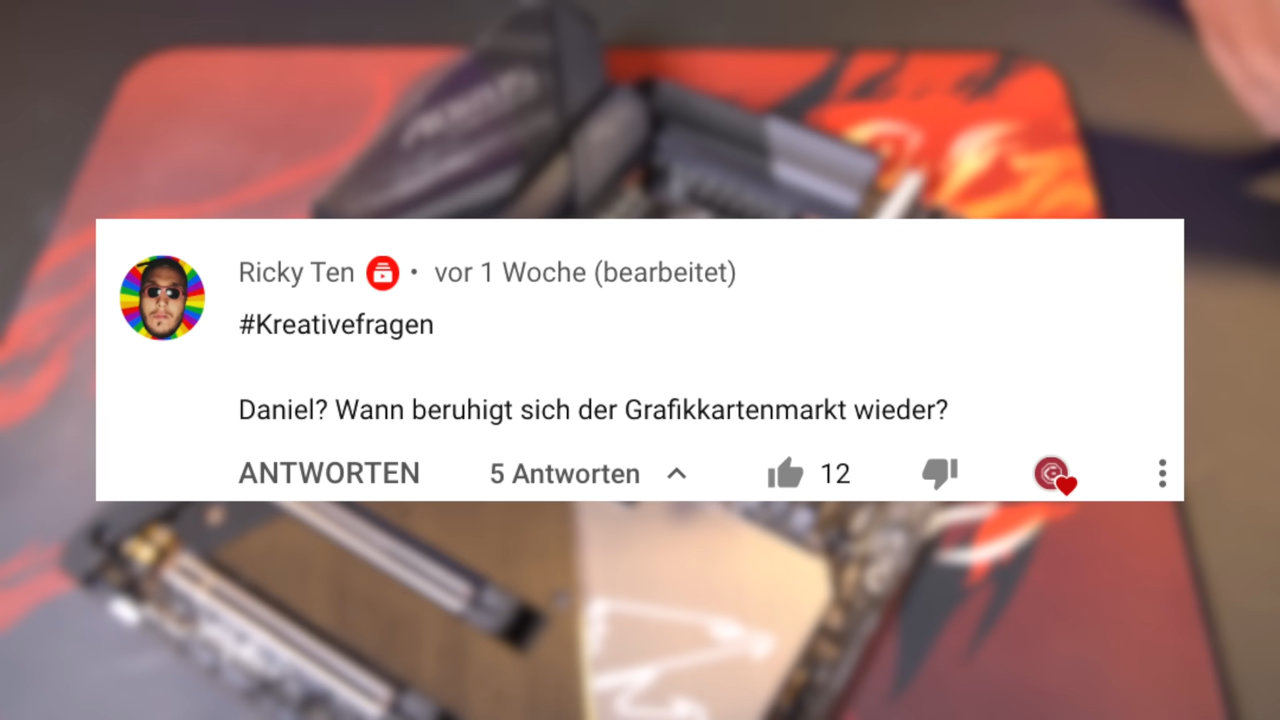 Ricky Ten • vor 1 Woche (bearbeitet)
#Kreativefragen
Daniel? Wann beruhigt sich der Grafikkartenmarkt wieder?
ANTWORTEN 5 Antworten 12